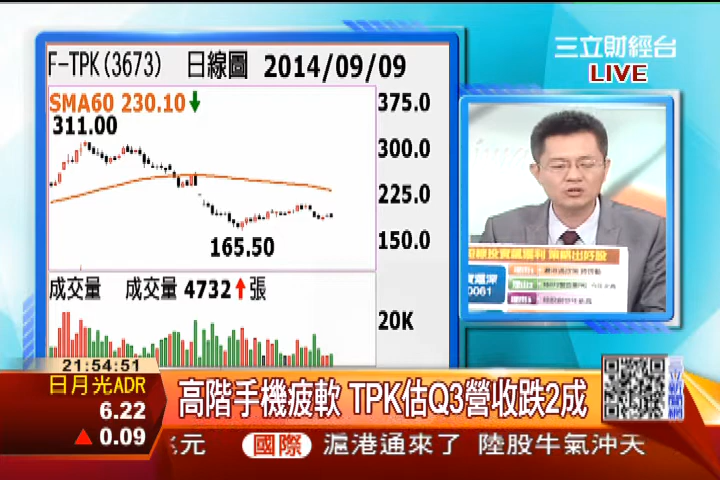 F-TPK(3673) 日線圖 2014/09/09
三立財經台
LIVE
SMA60 230.10↓
311.00
375.0
300.0
225.0
150.0
165.50
成交量 成交量 4732↑張
20K
21:54:51
日月光ADR
6.22
▲0.09
高階手機疲軟 TPK估Q3營收跌2成
元 國際 滬港通來了 陸股牛氣沖天